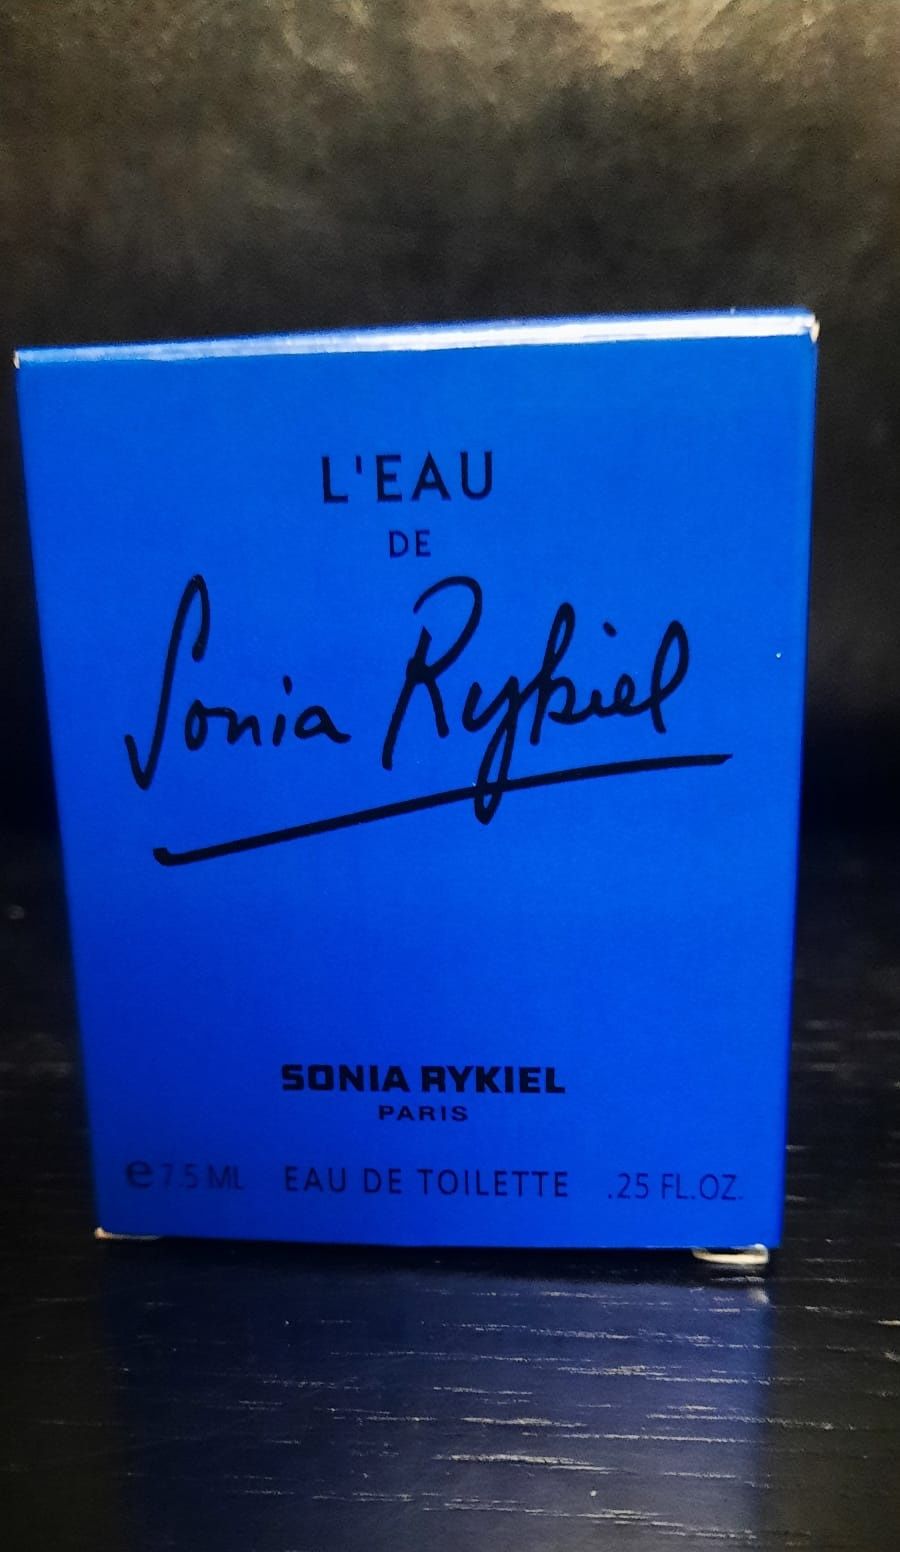 L'EAU
DE
Sonia Rykiel
SONIA RYKIEL
PARIS
e 7.5 ML EAU DE TOILETTE .25 FL.OZ.